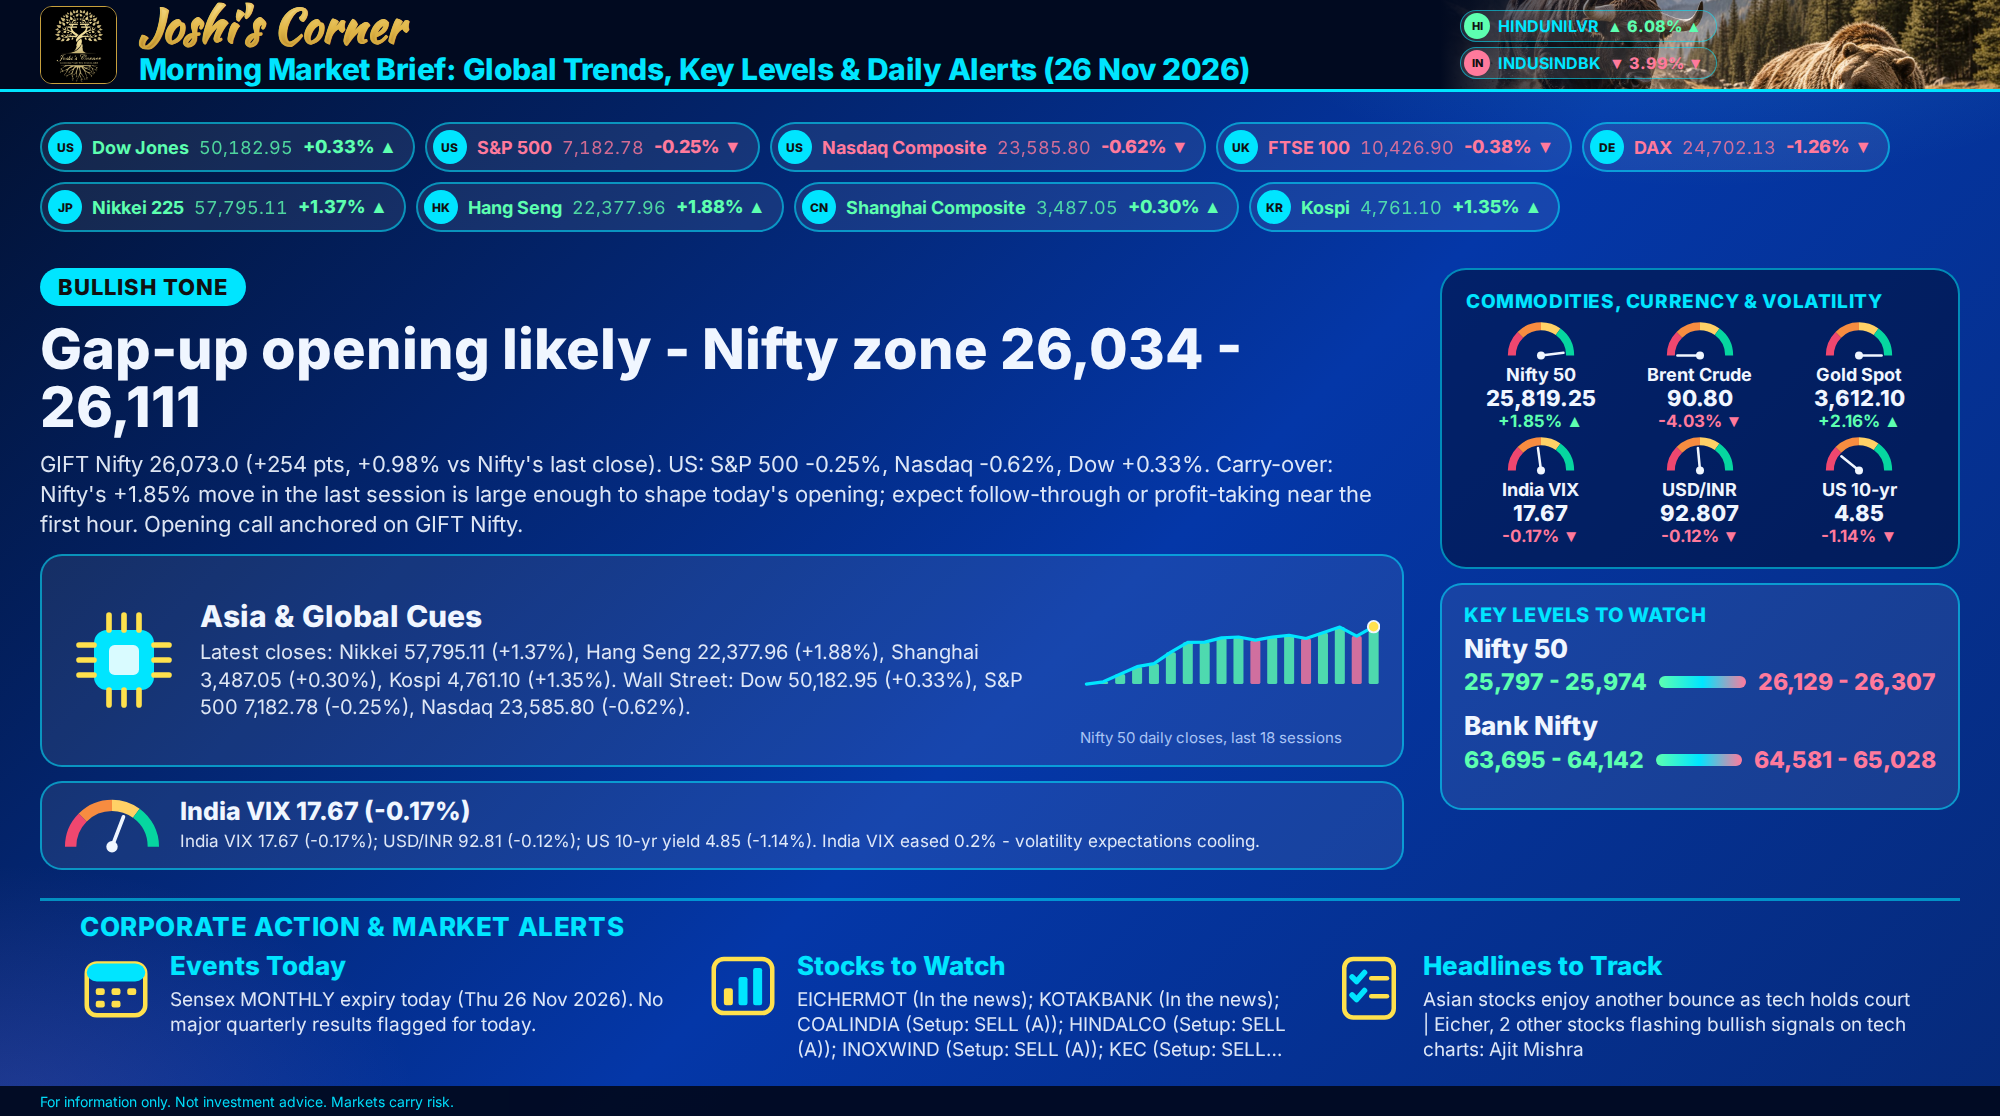 Joshi's Corner
Joshi's Corner
Morning Market Brief: Global Trends, Key Levels & Daily Alerts (26 Nov 2026)
HI HINDUNILVR ▲ 6.08% ▲
IN INDUSINDBK ▼ 3.99% ▼
US Dow Jones 50,182.95 +0.33% ▲
US S&P 500 7,182.78 -0.25% ▼
US Nasdaq Composite 23,585.80 -0.62% ▼
UK FTSE 100 10,426.90 -0.38% ▼
DE DAX 24,702.13 -1.26% ▼
JP Nikkei 225 57,795.11 +1.37% ▲
HK Hang Seng 22,377.96 +1.88% ▲
CN Shanghai Composite 3,487.05 +0.30% ▲
KR Kospi 4,761.10 +1.35% ▲
BULLISH TONE
Gap-up opening likely - Nifty zone 26,034 -
26,111
GIFT Nifty 26,073.0 (+254 pts, +0.98% vs Nifty's last close). US: S&P 500 -0.25%, Nasdaq -0.62%, Dow +0.33%. Carry-over:
Nifty's +1.85% move in the last session is large enough to shape today's opening; expect follow-through or profit-taking near the
first hour. Opening call anchored on GIFT Nifty.
Asia & Global Cues
Latest closes: Nikkei 57,795.11 (+1.37%), Hang Seng 22,377.96 (+1.88%), Shanghai
3,487.05 (+0.30%), Kospi 4,761.10 (+1.35%). Wall Street: Dow 50,182.95 (+0.33%), S&P
500 7,182.78 (-0.25%), Nasdaq 23,585.80 (-0.62%).
Nifty 50 daily closes, last 18 sessions
India VIX 17.67 (-0.17%)
India VIX 17.67 (-0.17%); USD/INR 92.81 (-0.12%); US 10-yr yield 4.85 (-1.14%). India VIX eased 0.2% - volatility expectations cooling.
COMMODITIES, CURRENCY & VOLATILITY
Nifty 50
25,819.25
+1.85% ▲
Brent Crude
90.80
-4.03% ▼
Gold Spot
3,612.10
+2.16% ▲
India VIX
17.67
-0.17% ▼
USD/INR
92.807
-0.12% ▼
US 10-yr
4.85
-1.14% ▼
KEY LEVELS TO WATCH
Nifty 50
25,797 - 25,974 26,129 - 26,307
Bank Nifty
63,695 - 64,142 64,581 - 65,028
CORPORATE ACTION & MARKET ALERTS
Events Today
Sensex MONTHLY expiry today (Thu 26 Nov 2026). No
major quarterly results flagged for today.
Stocks to Watch
EICHERMOT (In the news); KOTAKBANK (In the news);
COALINDIA (Setup: SELL (A)); HINDALCO (Setup: SELL
(A)); INOXWIND (Setup: SELL (A)); KEC (Setup: SELL...
Headlines to Track
Asian stocks enjoy another bounce as tech holds court
| Eicher, 2 other stocks flashing bullish signals on tech
charts: Ajit Mishra
For information only. Not investment advice. Markets carry risk.